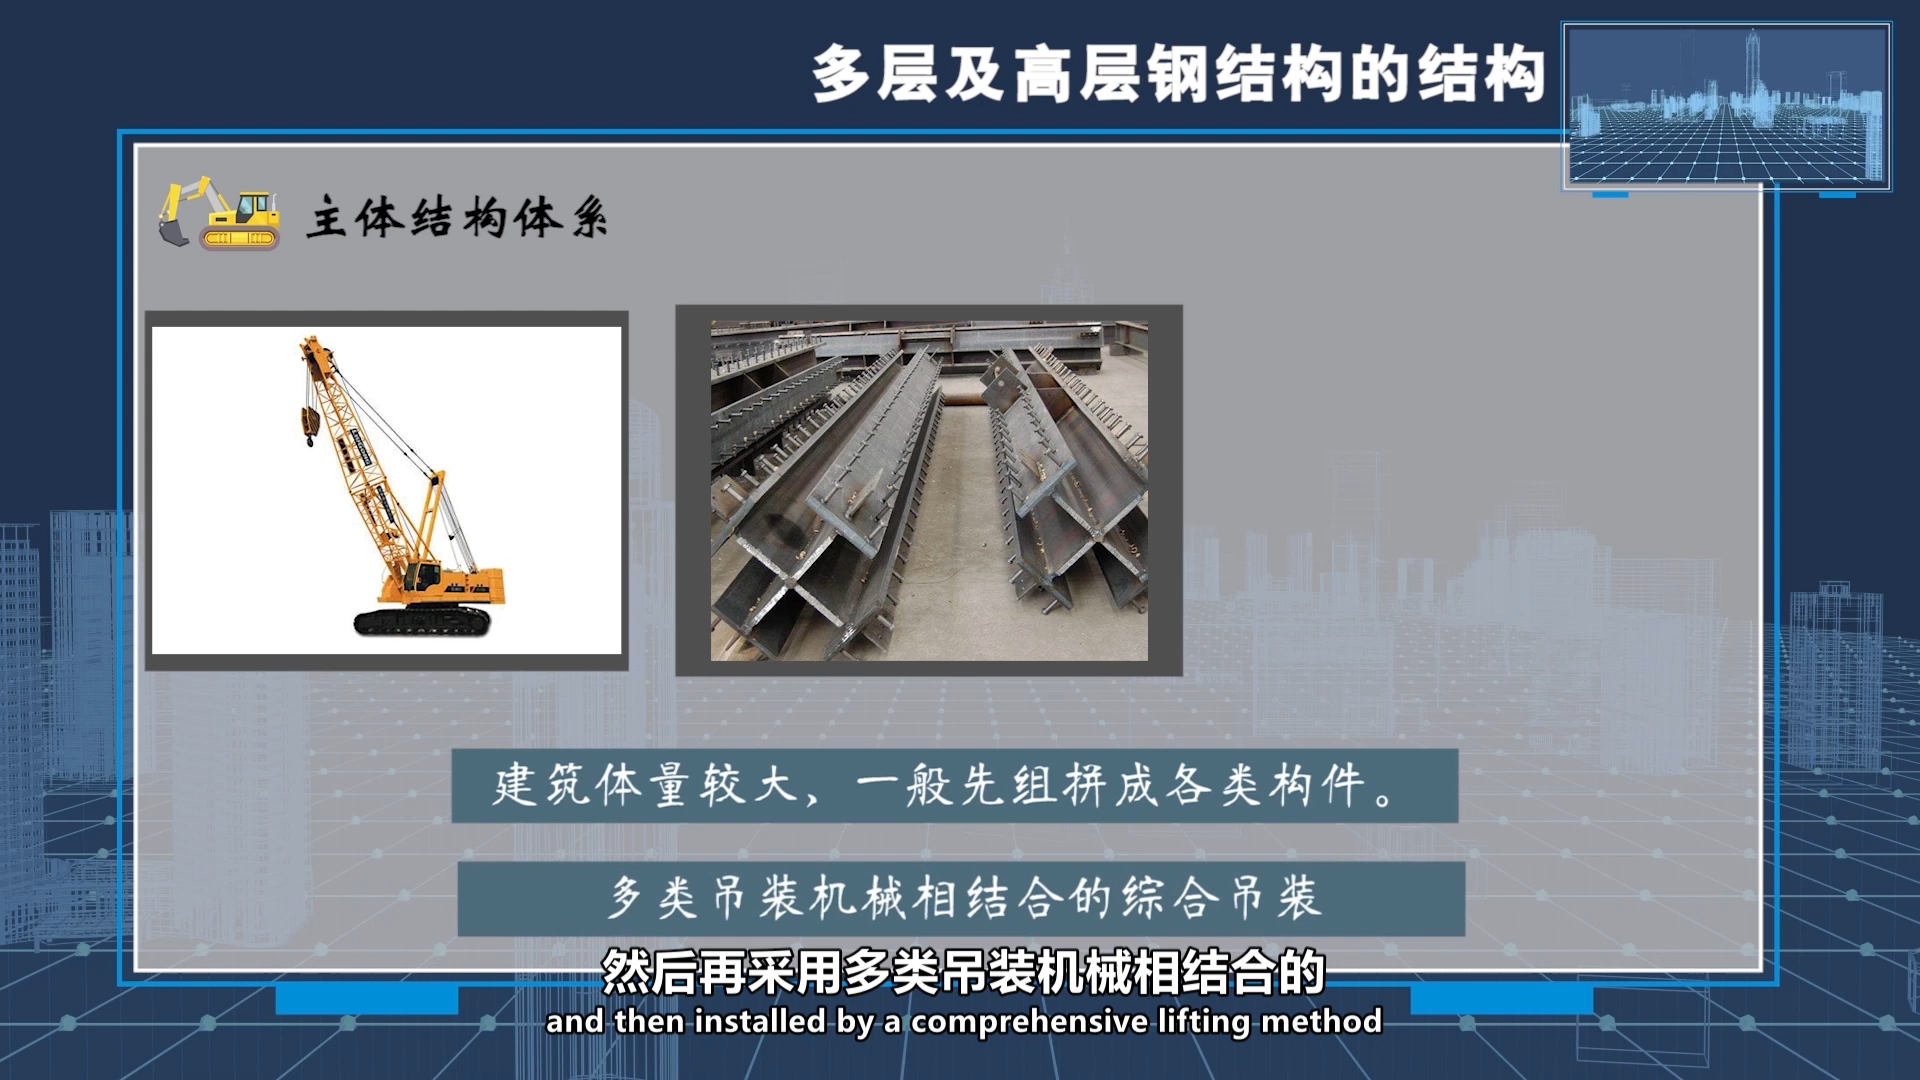 多层及高层钢结构的结构
主体结构体系
建筑体量较大，一般先组拼成各类构件。
多类吊装机械相结合的综合吊装
然后再采用多类吊装机械相结合的
and then installed by a comprehensive lifting method